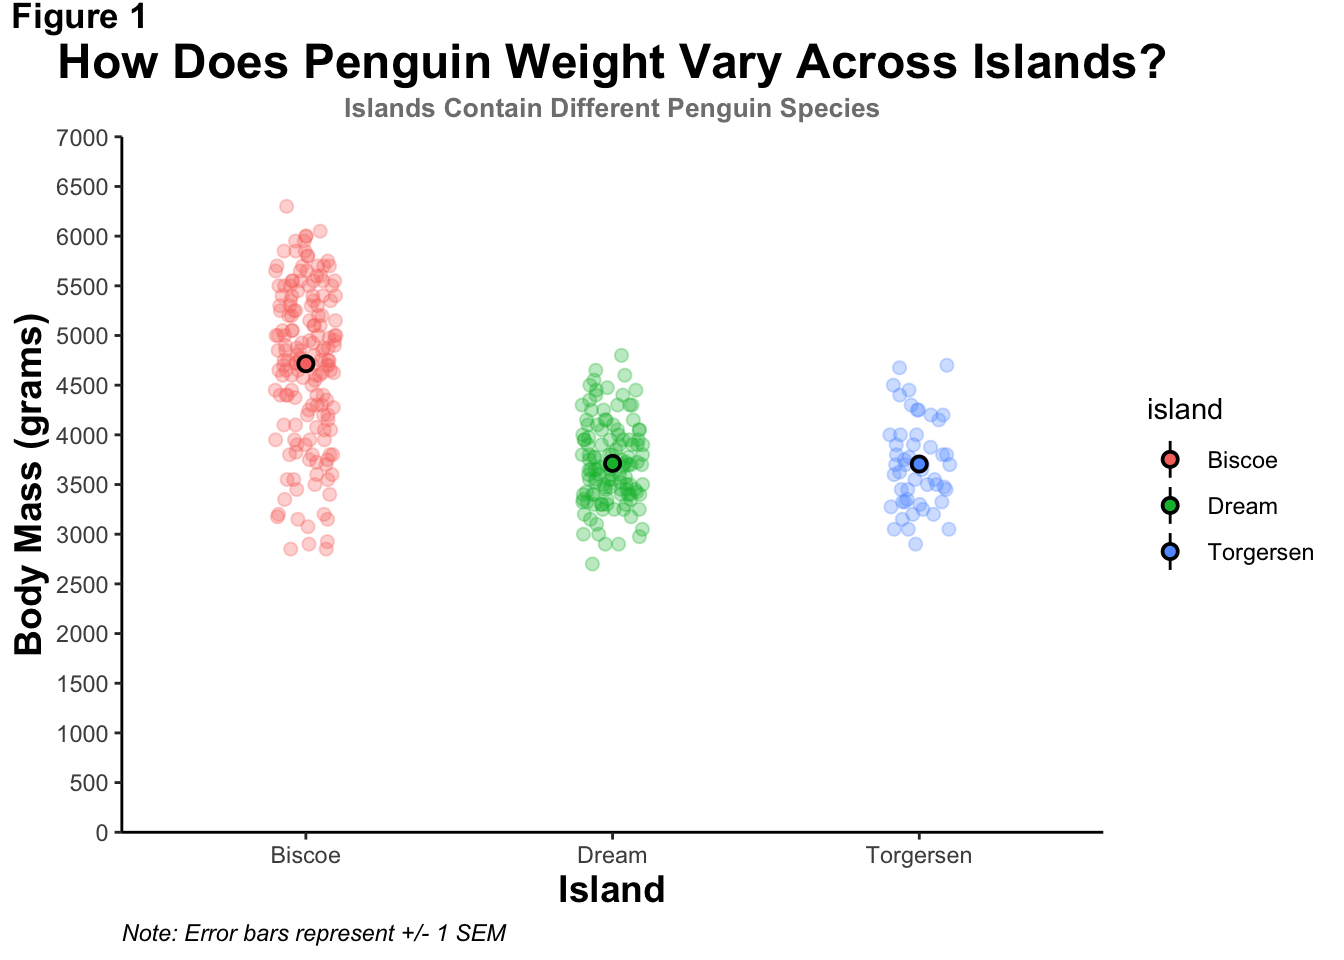 Figure 1
How Does Penguin Weight Vary Across Islands?
Islands Contain Different Penguin Species
7000
6500
6000
5500
5000
4500
4000
3500
3000
2500
2000
1500
1000
500
0
Body Mass (grams)
Biscoe
Dream
Torgersen
Island
island
Biscoe
Dream
Torgersen
Note: Error bars represent +/- 1 SEM